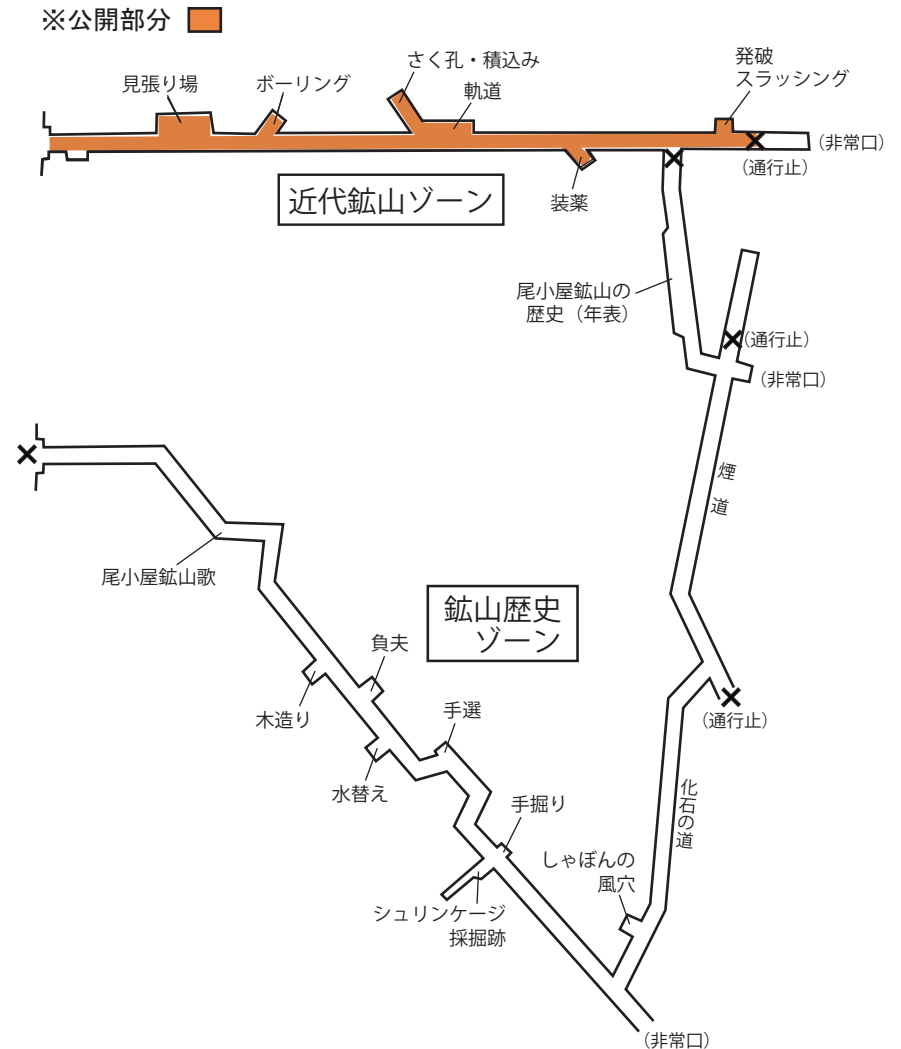 ※公開部分
さく孔・積込み
発破
スラッシング
見張り場
ボーリング
軌道
(非常口)
(通行止)
近代鉱山ゾーン
装薬
尾小屋鉱山の
歴史(年表)
(通行止)
(非常口)
煙道
尾小屋鉱山歌
鉱山歴史
ゾーン
負夫
木造り
手選
(通行止)
水替え
手掘り
化石の道
しゃぼんの
風穴
シュリンケージ
採掘跡
(非常口)